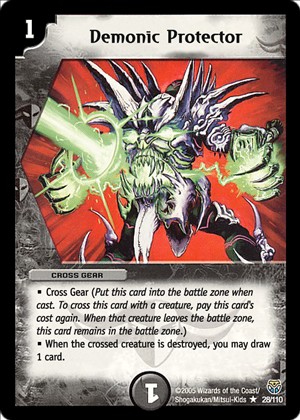 1
Demonic Protector
CROSS GEAR
▪ Cross Gear (Put this card into the battle zone when
cast. To cross this card with a creature, pay this card's
cost again. When that creature leaves the battle zone,
this card remains in the battle zone.)
▪ When the crossed creature is destroyed, you may draw
1 card.
1
©2005 Wizards of the Coast/
Shogakukan/Mitsui-Kids ★ 28/110